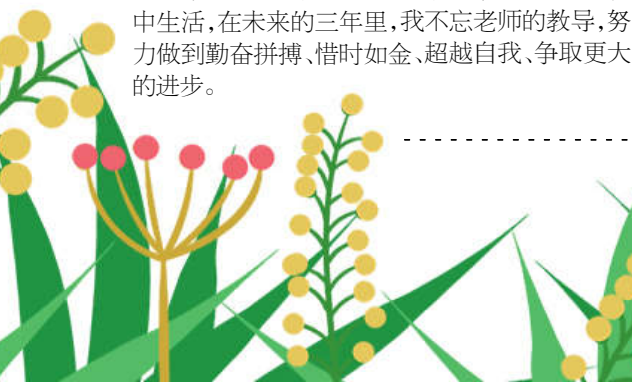 中生活,在未来的三年里,我不忘老师的教导,努
力做到勤奋拼搏、惜时如金、超越自我、争取更大
的进步。